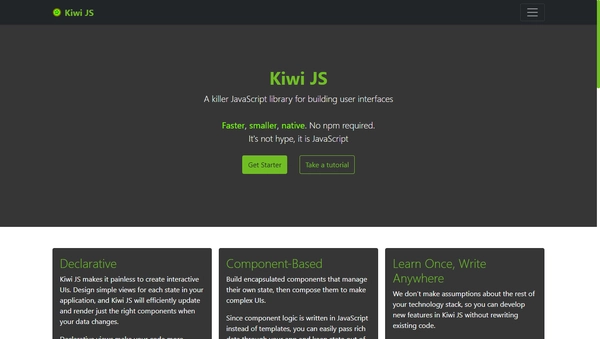 Kiwi JS
Kiwi JS
A killer JavaScript library for building user interfaces
Faster, smaller, native. No npm required.
It's not hype, it is JavaScript
Get Starter
Take a tutorial
Declarative
Kiwi JS makes it painless to create interactive
UIs. Design simple views for each state in your
application, and Kiwi JS will efficiently update
and render just the right components when
your data changes.
Component-Based
Build encapsulated components that manage
their own state, then compose them to make
complex UIs.
Since component logic is written in JavaScript
instead of templates, you can easily pass rich
Learn Once, Write
Anywhere
We don't make assumptions about the rest of
your technology stack, so you can develop
new features in Kiwi JS without rewriting
existing code.